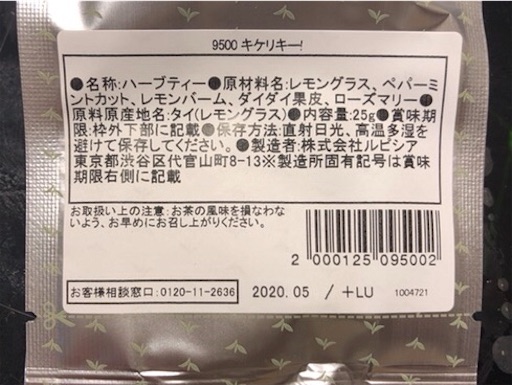 9500 キケリキー!
●名称:ハーブティー●原材料名:レモングラス、ペパーミ
ントカット、レモンバーム、ダイダイ果皮、ローズマリー●
原料原産地名:タイ(レモングラス)●内容量:25g●賞味期
限:枠外下部に記載●保存方法:直射日光、高温多湿を
避けて保存してください。●製造者:株式会社ルピシア
東京都渋谷区代官山町8-13※製造所固有記号は賞味
期限右側に記載
お取扱い上の注意:お茶の風味を損なわな
いよう、お早めにお召し上がりください。
2 000125 095002
お客様相談窓口:0120-11-2636
2020.05 / +LU
1004721